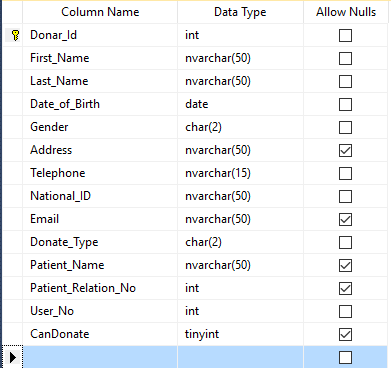 Column Name Data Type Allow Nulls
Donar_Id int
First_Name nvarchar(50)
Last_Name nvarchar(50)
Date_of_Birth date
Gender char(2)
Address nvarchar(50)
Telephone nvarchar(15)
National_ID nvarchar(50)
Email nvarchar(50)
Donate_Type char(2)
Patient_Name nvarchar(50)
Patient_Relation_No int
User_No int
CanDonate tinyint